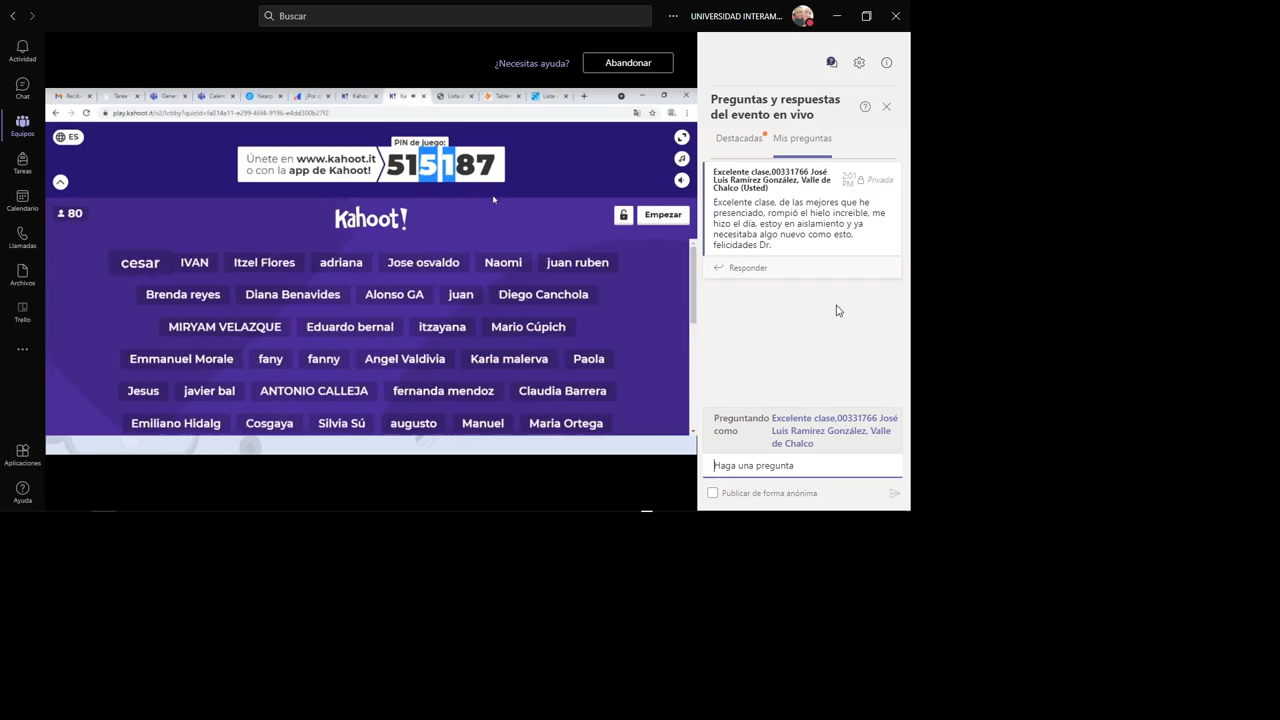 Buscar
UNIVERSIDAD INTERAM...
Actividad
Chat
Equipos
Tareas
Calendario
Llamadas
Archivos
Trello
Aplicaciones
Ayuda
¿Necesitas ayuda?
Abandonar
play.kahoot.it/v2/lobby?quizId=fa814a11-e299-46f4-9196-e4dd300b27f2
ES
Únete en www.kahoot.it
o con la app de Kahoot!
PIN de juego:
515187
80
Kahoot!
Empezar
cesar IVAN Itzel Flores adriana Jose osvaldo Naomi juan ruben
Brenda reyes Diana Benavides Alonso GA juan Diego Canchola
MIRYAM VELAZQUE Eduardo bernal itzayana Mario Cúpich
Emmanuel Morale fany fanny Angel Valdivia Karla malerva Paola
Jesus javier bal ANTONIO CALLEJA fernanda mendoz Claudia Barrera
Emiliano Hidalg Cosgaya Silvia Sú augusto Manuel Maria Ortega
Preguntas y respuestas
del evento en vivo
Destacadas Mis preguntas
Excelente clase,00331766 José
Luis Ramírez González, Valle de
Chalco (Usted)
2:01
PM
Privada
Excelente clase, de las mejores que he
presenciado, rompió el hielo increible, me
hizo el día, estoy en aislamiento y ya
necesitaba algo nuevo como esto,
felicidades Dr.
Responder
Preguntando
como
Excelente clase,00331766 José
Luis Ramírez González, Valle
de Chalco
Haga una pregunta
Publicar de forma anónima